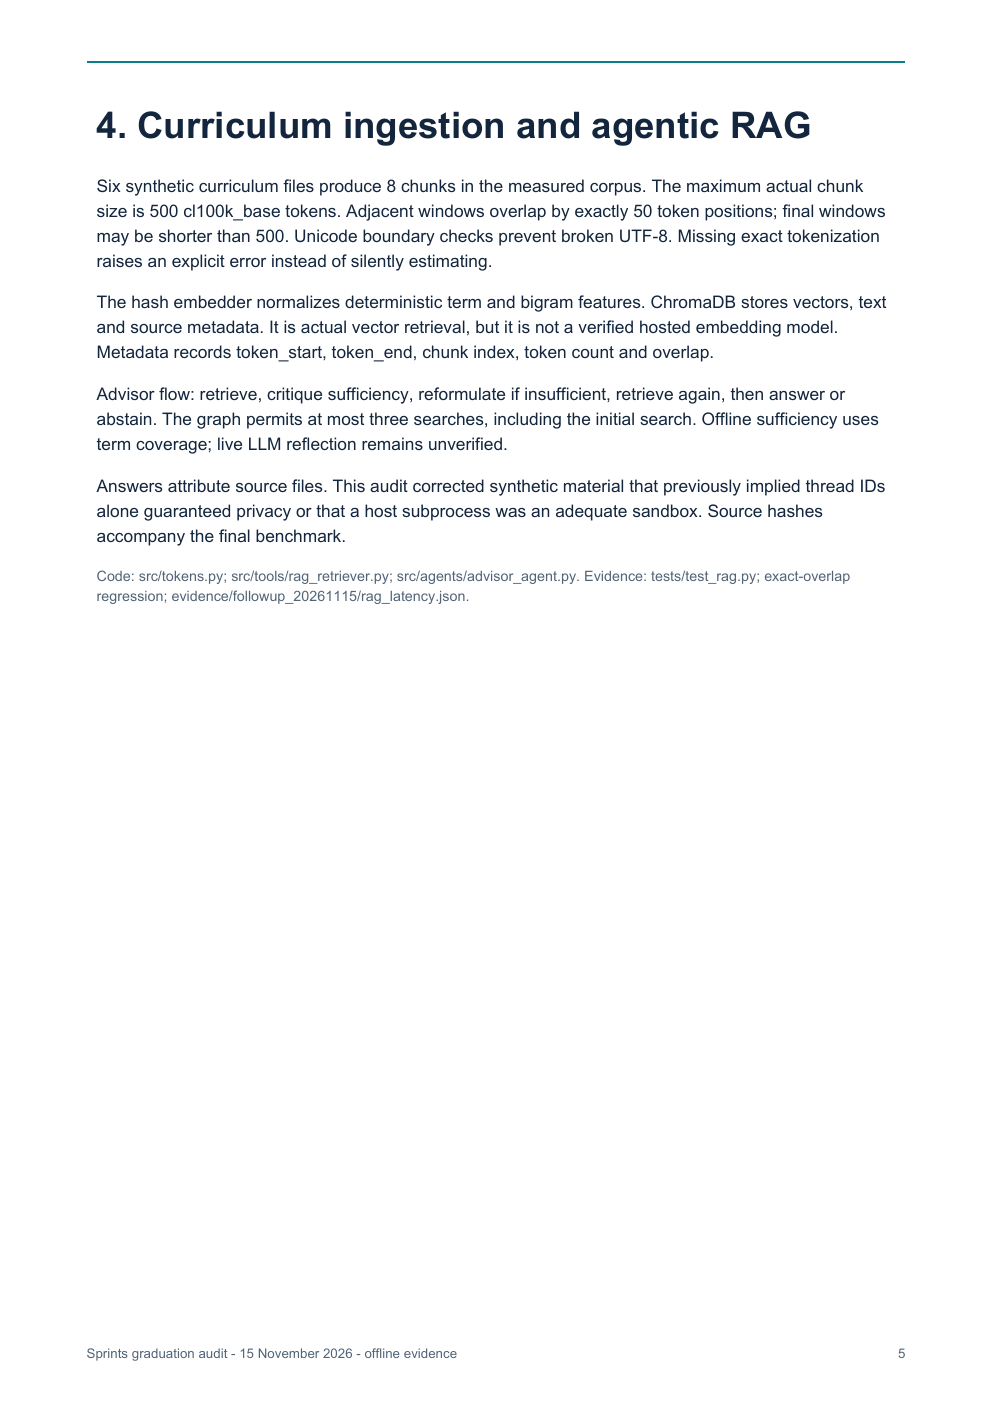 4. Curriculum ingestion and agentic RAG
Six synthetic curriculum files produce 8 chunks in the measured corpus. The maximum actual chunk
size is 500 cl100k_base tokens. Adjacent windows overlap by exactly 50 token positions; final windows
may be shorter than 500. Unicode boundary checks prevent broken UTF-8. Missing exact tokenization
raises an explicit error instead of silently estimating.
The hash embedder normalizes deterministic term and bigram features. ChromaDB stores vectors, text
and source metadata. It is actual vector retrieval, but it is not a verified hosted embedding model.
Metadata records token_start, token_end, chunk index, token count and overlap.
Advisor flow: retrieve, critique sufficiency, reformulate if insufficient, retrieve again, then answer or
abstain. The graph permits at most three searches, including the initial search. Offline sufficiency uses
term coverage; live LLM reflection remains unverified.
Answers attribute source files. This audit corrected synthetic material that previously implied thread IDs
alone guaranteed privacy or that a host subprocess was an adequate sandbox. Source hashes
accompany the final benchmark.
Code: src/tokens.py; src/tools/rag_retriever.py; src/agents/advisor_agent.py. Evidence: tests/test_rag.py; exact-overlap
regression; evidence/followup_20261115/rag_latency.json.
Sprints graduation audit - 15 November 2026 - offline evidence
5